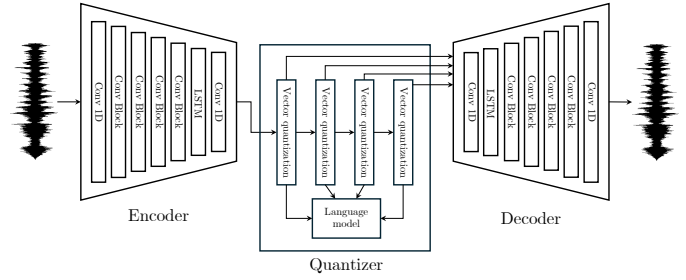 Conv 1D
Conv Block
Conv Block
Conv Block
Conv Block
LSTM
Conv 1D
Encoder
Vector quantization
Vector quantization
Vector quantization
Vector quantization
Language
model
Quantizer
Conv 1D
LSTM
Conv Block
Conv Block
Conv Block
Conv Block
Conv 1D
Decoder